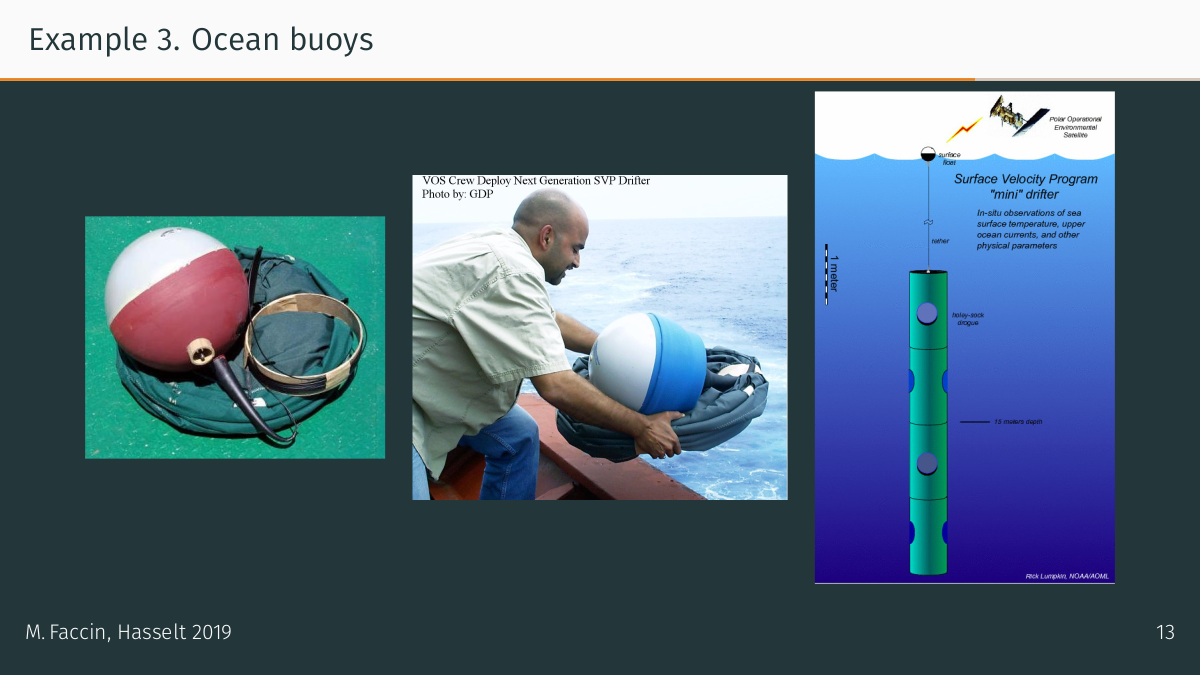 Example 3. Ocean buoys
VOS Crew Deploy Next Generation SVP Drifter
Photo by: GDP
Polar Operational
Environmental
Satellite
surface
float
Surface Velocity Program
"mini" drifter
In-situ observations of sea
surface temperature, upper
ocean currents, and other
physical parameters
tether
1 meter
holey-sock
drogue
15 meters depth
Rick Lumpkin, NOAA/AOML
M. Faccin, Hasselt 2019
13